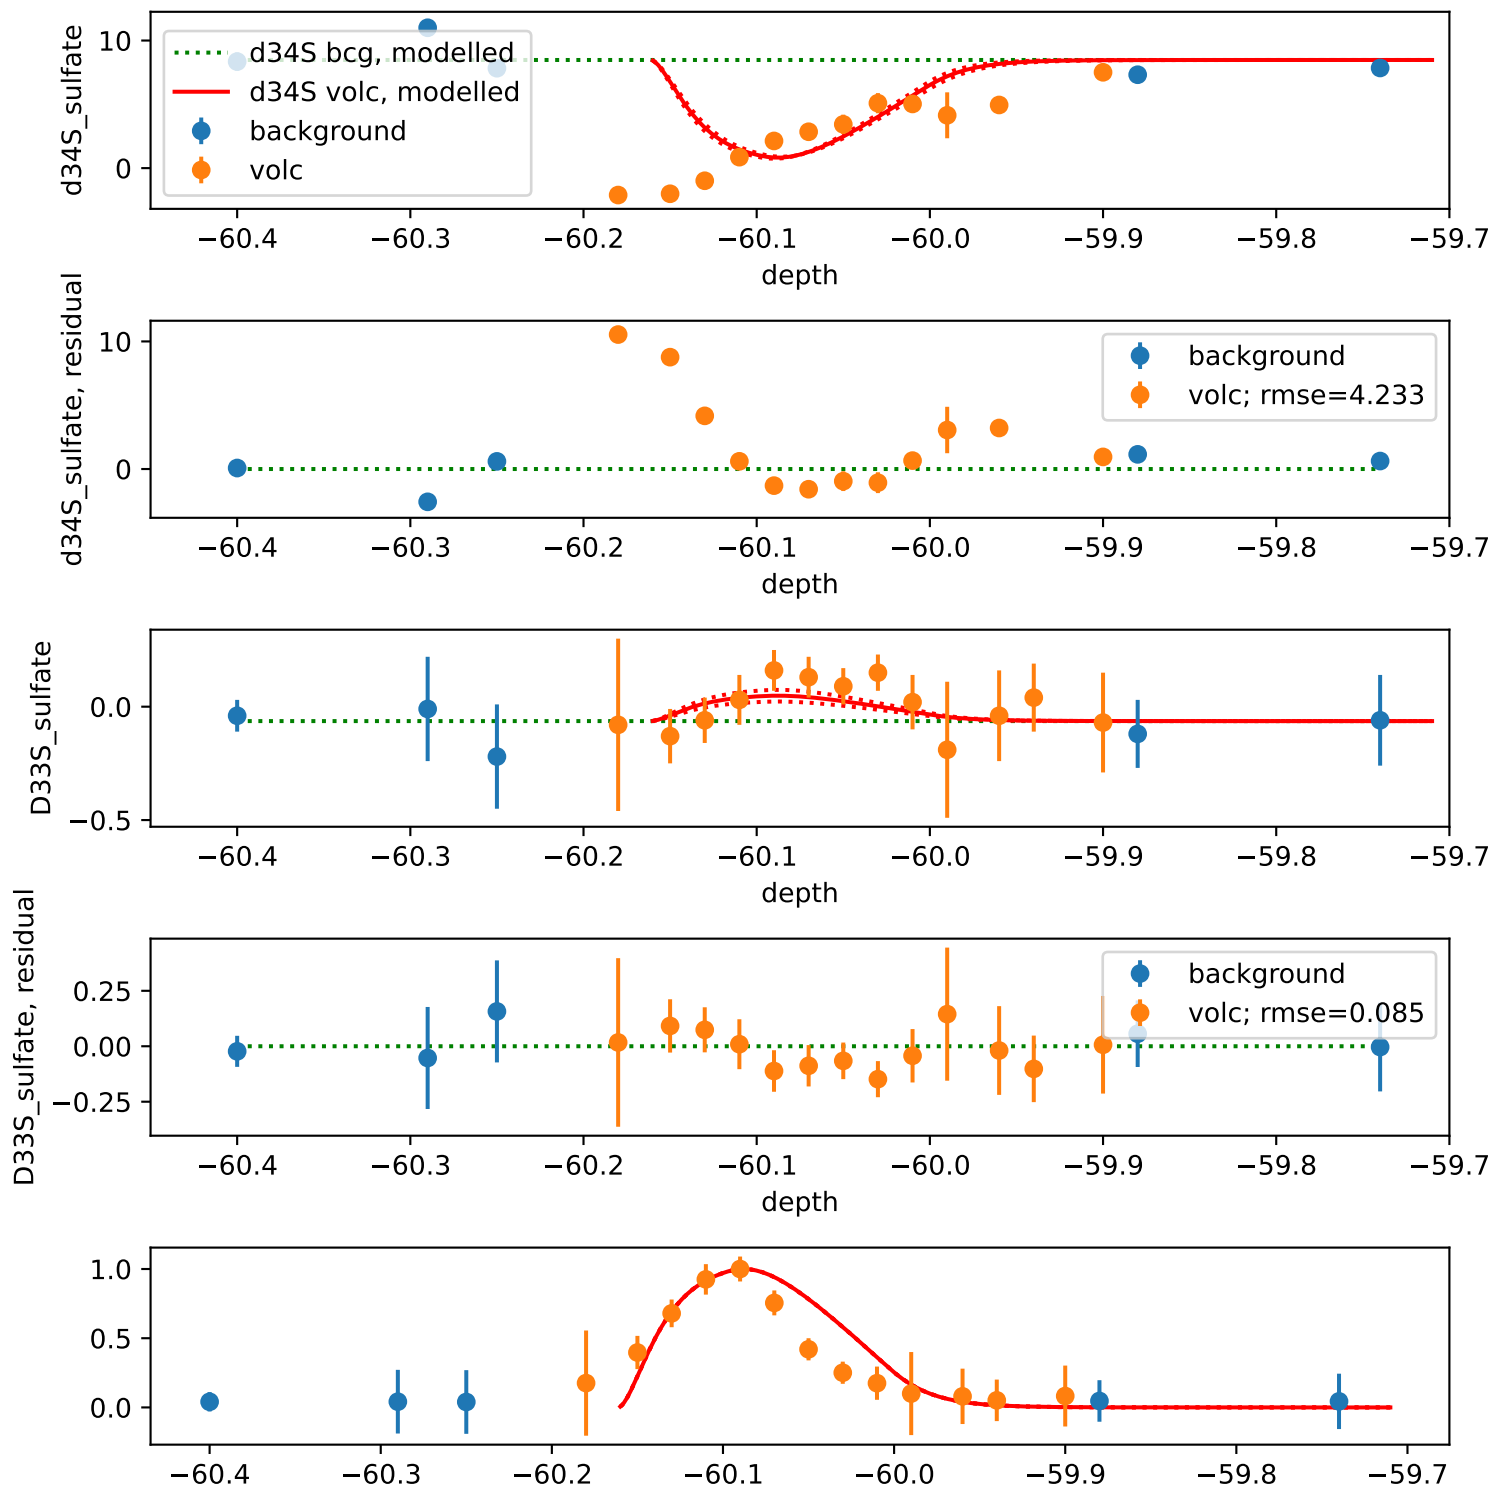 d34S_sulfate
10
0
d34S bcg, modelled
d34S volc, modelled
background
volc
−60.4 −60.3 −60.2 −60.1 −60.0 −59.9 −59.8 −59.7
depth
d34S_sulfate, residual
10
0
background
volc; rmse=4.233
−60.4 −60.3 −60.2 −60.1 −60.0 −59.9 −59.8 −59.7
depth
D33S_sulfate
0.0
−0.5
−60.4 −60.3 −60.2 −60.1 −60.0 −59.9 −59.8 −59.7
depth
D33S_sulfate, residual
0.25
0.00
−0.25
background
volc; rmse=0.085
−60.4 −60.3 −60.2 −60.1 −60.0 −59.9 −59.8 −59.7
depth
1.0
0.5
0.0
−60.4 −60.3 −60.2 −60.1 −60.0 −59.9 −59.8 −59.7